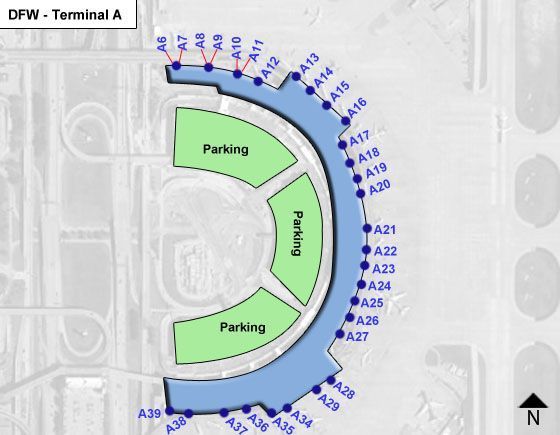 DFW - Terminal A
A6
A7
A8
A9
A10
A11
A12
A13
A14
A15
A16
A17
A18
A19
A20
A21
A22
A23
A24
A25
A26
A27
A28
A29
A34
A35
A36
A37
A38
A39
Parking
Parking
Parking
N